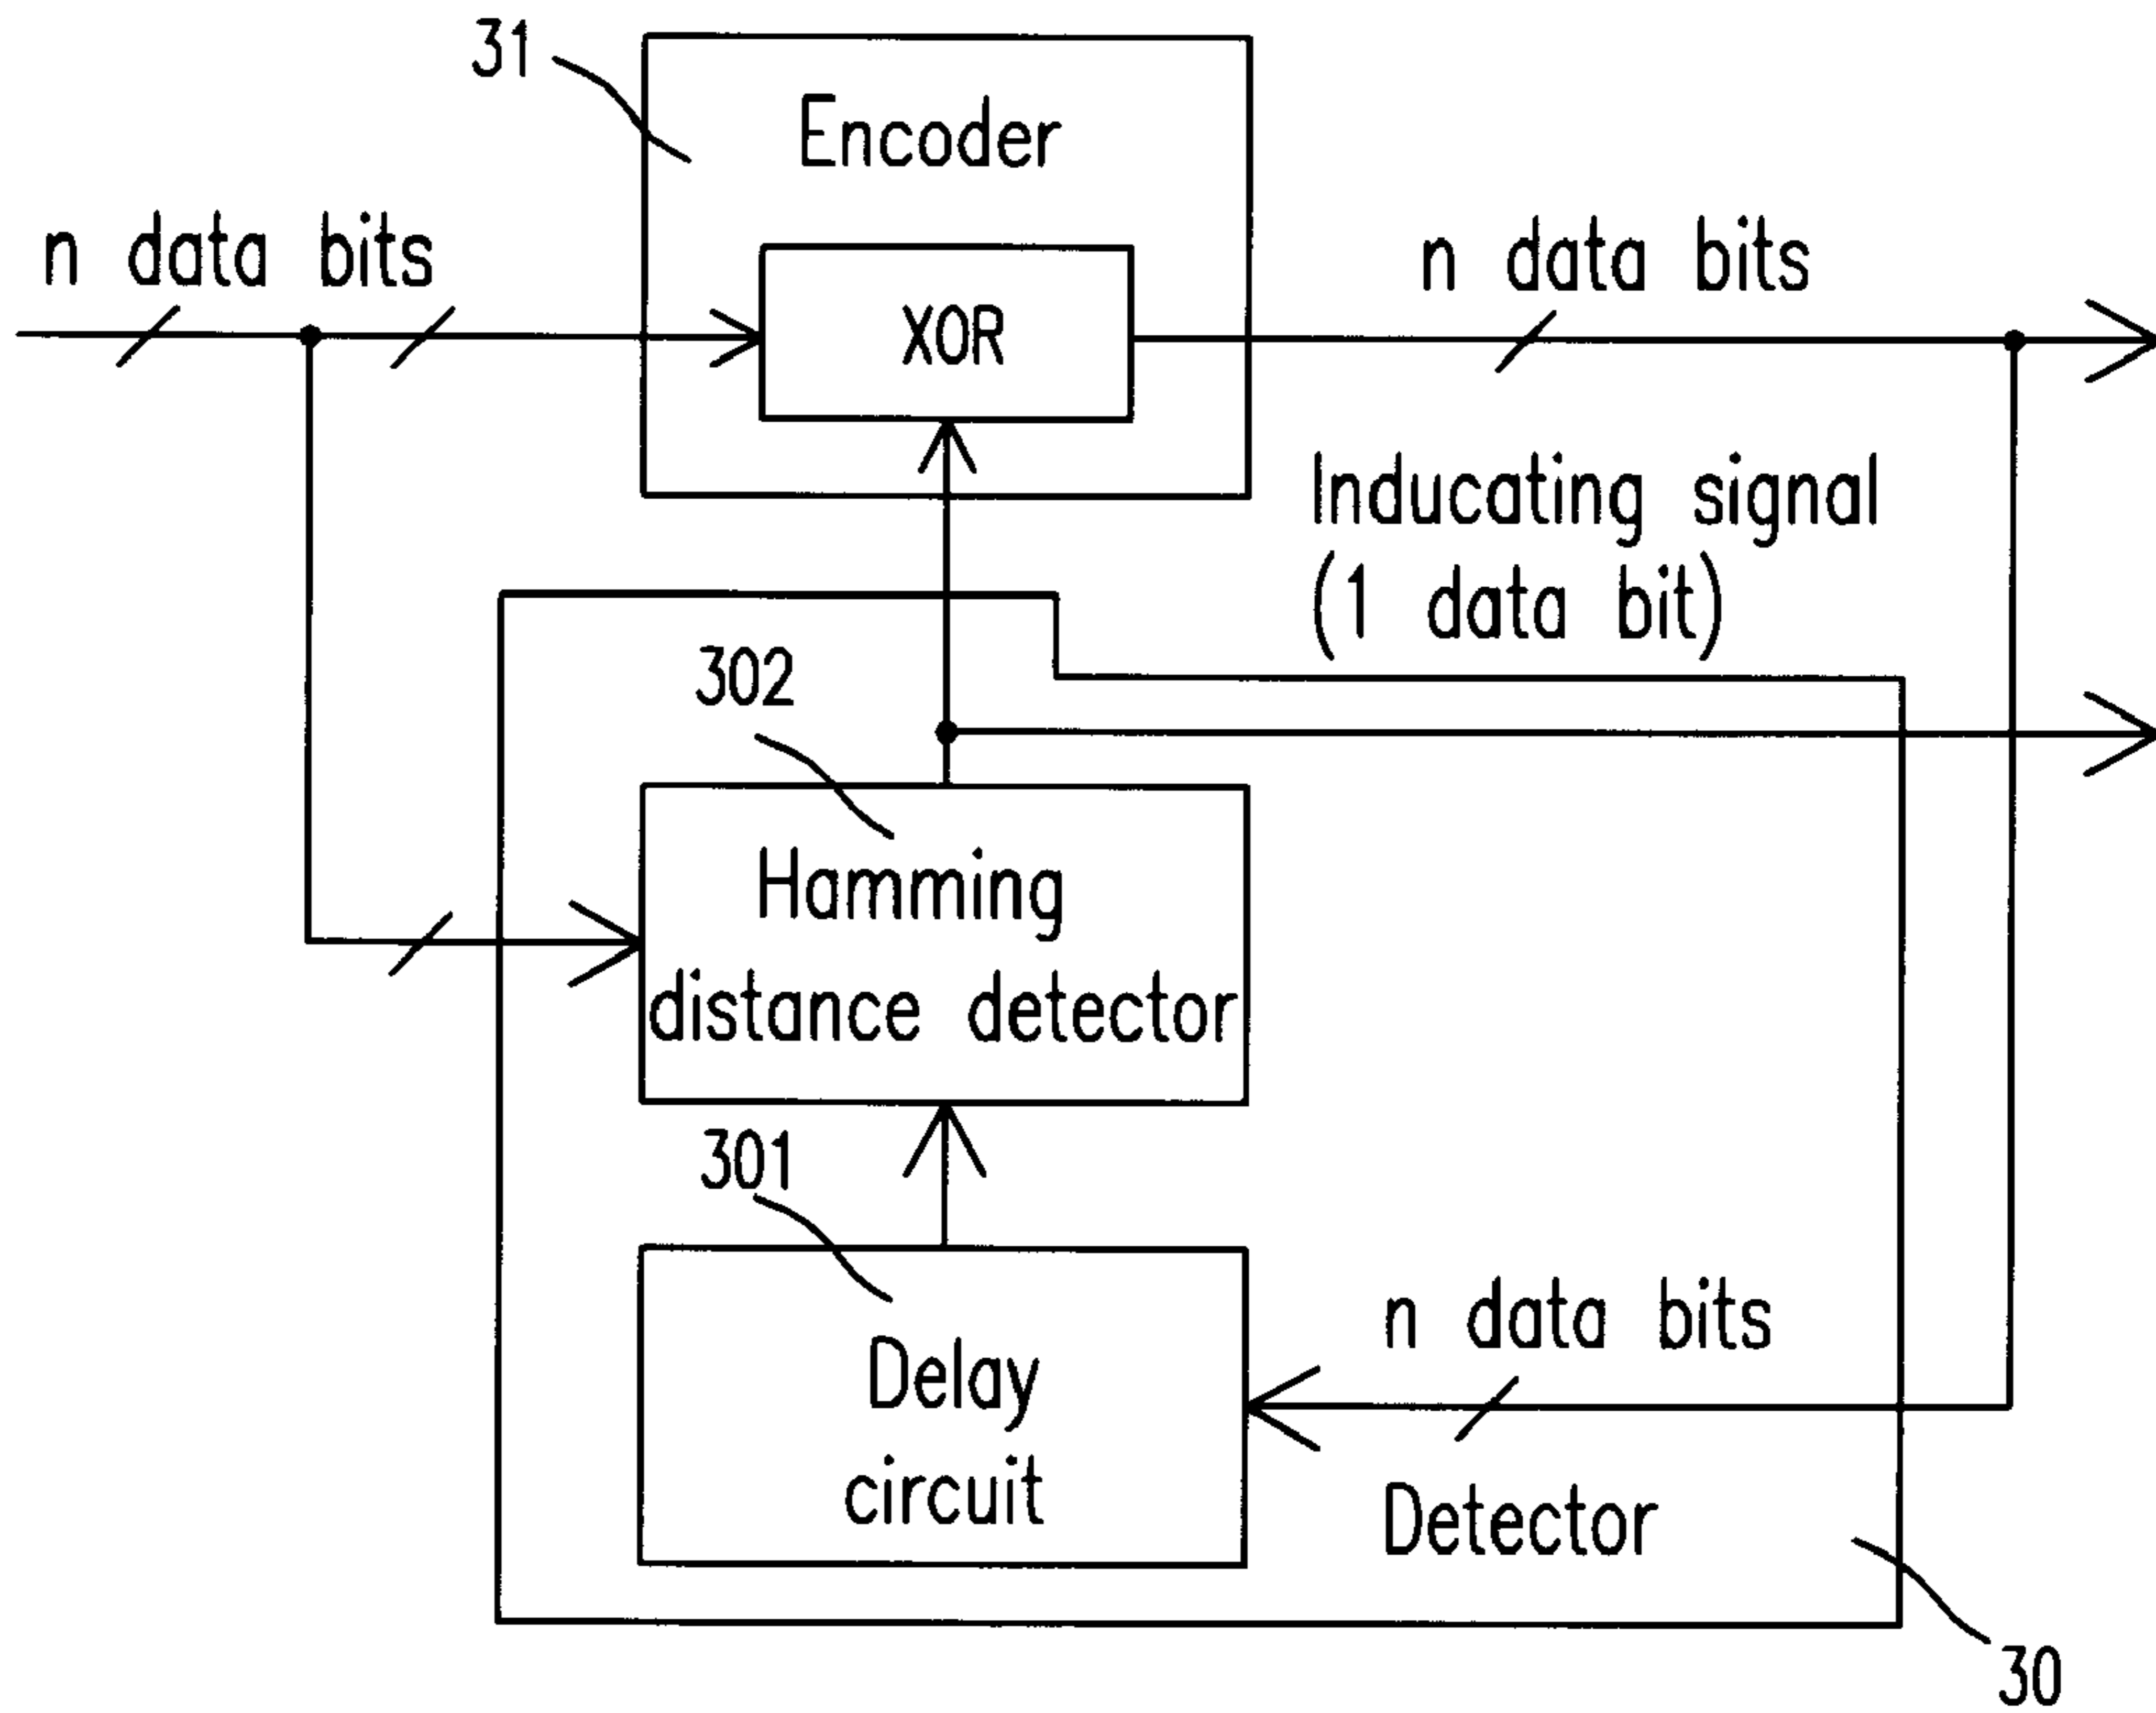 31
Encoder
n data bits
n data bits
XOR
Inducating signal
(1 data bit)
302
Hamming
distance detector
301
n data bits
Delay
circuit
Detector
30